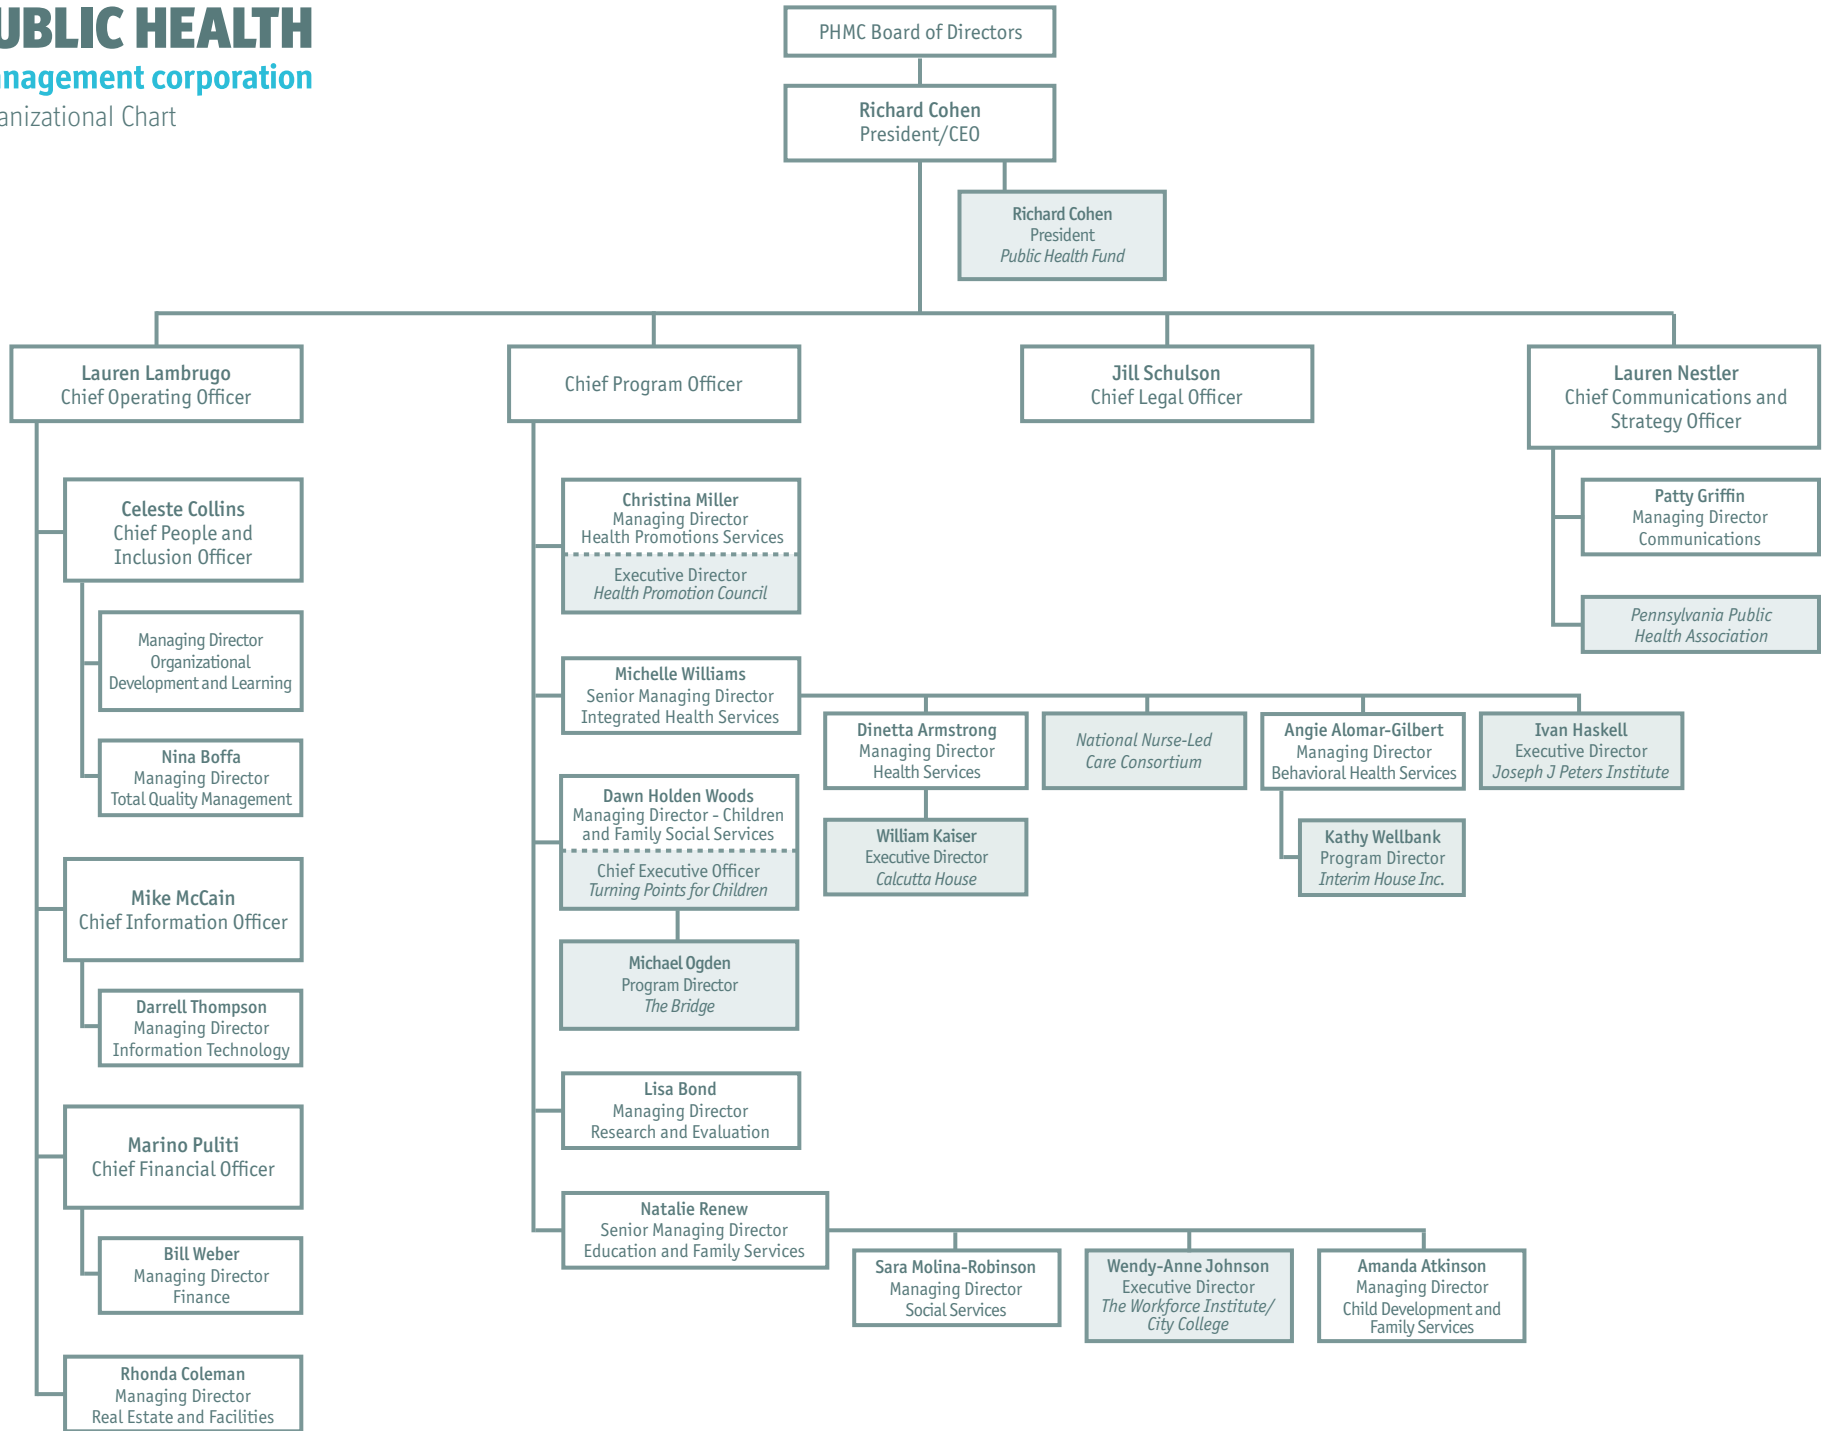 UBLIC HEALTH
nagement corporation
anizational Chart
PHMC Board of Directors
Richard Cohen
President/CEO
Richard Cohen
President
Public Health Fund
Lauren Lambrugo
Chief Operating Officer
Chief Program Officer
Jill Schulson
Chief Legal Officer
Lauren Nestler
Chief Communications and
Strategy Officer
Celeste Collins
Chief People and
Inclusion Officer
Managing Director
Organizational
Development and Learning
Nina Boffa
Managing Director
Total Quality Management
Mike McCain
Chief Information Officer
Darrell Thompson
Managing Director
Information Technology
Marino Puliti
Chief Financial Officer
Bill Weber
Managing Director
Finance
Rhonda Coleman
Managing Director
Real Estate and Facilities
Christina Miller
Managing Director
Health Promotions Services
Executive Director
Health Promotion Council
Michelle Williams
Senior Managing Director
Integrated Health Services
Dinetta Armstrong
Managing Director
Health Services
William Kaiser
Executive Director
Calcutta House
National Nurse-Led
Care Consortium
Angie Alomar-Gilbert
Managing Director
Behavioral Health Services
Kathy Wellbank
Program Director
Interim House Inc.
Ivan Haskell
Executive Director
Joseph J Peters Institute
Dawn Holden Woods
Managing Director - Children
and Family Social Services
Chief Executive Officer
Turning Points for Children
Michael Ogden
Program Director
The Bridge
Lisa Bond
Managing Director
Research and Evaluation
Natalie Renew
Senior Managing Director
Education and Family Services
Sara Molina-Robinson
Managing Director
Social Services
Wendy-Anne Johnson
Executive Director
The Workforce Institute/
City College
Amanda Atkinson
Managing Director
Child Development and
Family Services
Patty Griffin
Managing Director
Communications
Pennsylvania Public
Health Association